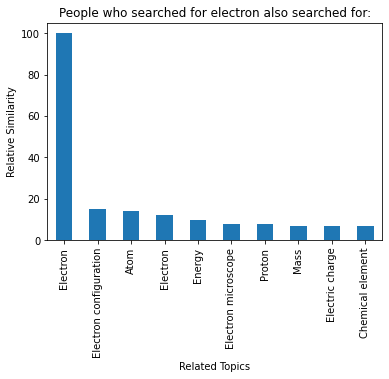 People who searched for electron also searched for:
100
80
60
40
20
0
Relative Similarity
Electron
Electron configuration
Atom
Electron
Energy
Electron microscope
Proton
Mass
Electric charge
Chemical element
Related Topics